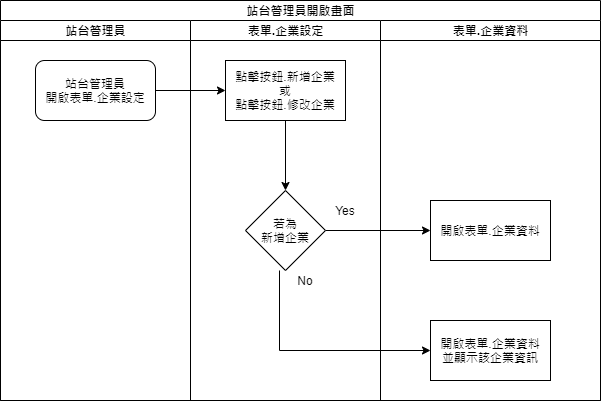 站台管理員開啟畫面
站台管理員
表單.企業設定
表單.企業資料
站台管理員
開啟表單.企業設定
點擊按鈕.新增企業
或
點擊按鈕.修改企業
若為
新增企業
Yes
開啟表單.企業資料
No
開啟表單.企業資料
並顯示該企業資訊